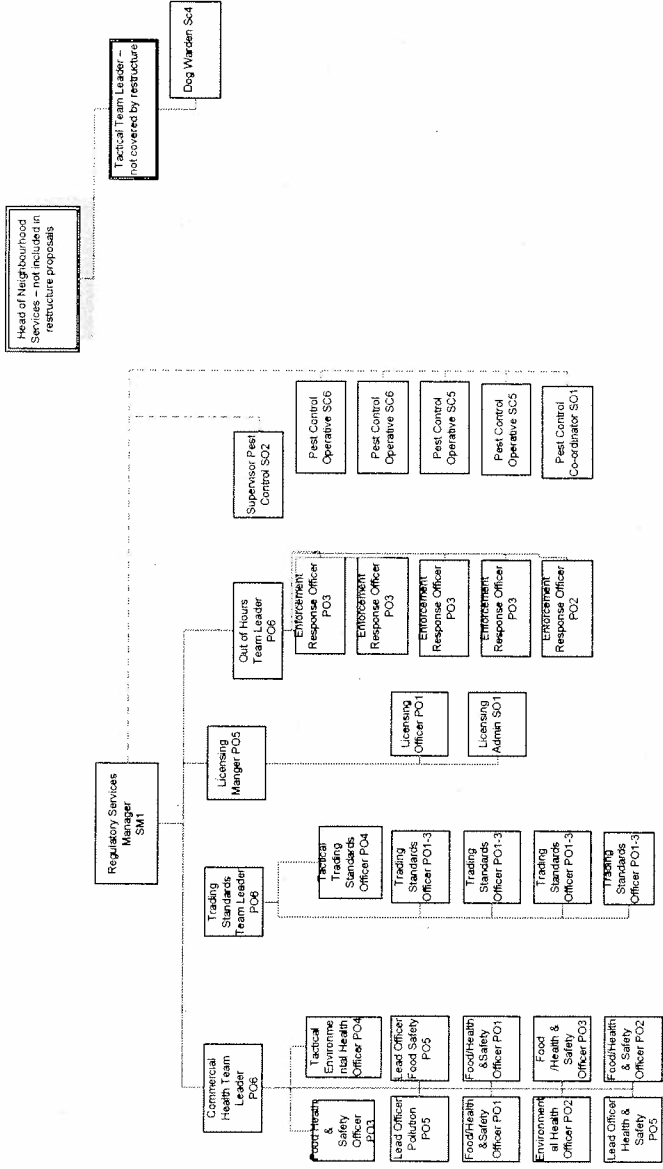 Head of Neighbourhood
Services – not included in
restructure proposals
Tactical Team Leader –
not covered by restructure
Dog Warden Sc4
Regulatory Services
Manager
SM1
Commercial
Health Team
Leader
PO6
Trading
Standards
Team Leader
PO6
Licensing
Manger PO5
Out of Hours
Team Leader
PO6
Supervisor Pest
Control SO2
Food Health
&
Safety
Officer
PO3
Tactical
Environme
ntal Health
Officer PO4
Lead Officer
Pollution
PO5
Lead Officer
Food Safety
PO5
Food/Health
&Safety
Officer PO1
Food/Health
&Safety
Officer PO1
Environment
al Health
Officer PO2
Food
/Health &
Safety
Officer PO3
Lead Officer
Health &
Safety PO5
Food/Health
& Safety
Officer PO2
Tactical
Trading
Standards
Officer PO4
Trading
Standards
Officer PO1-3
Trading
Standards
Officer PO1-3
Trading
Standards
Officer PO1-3
Trading
Standards
Officer PO1-3
Licensing
Officer PO1
Licensing
Admin SO1
Enforcement
Response Officer
PO3
Enforcement
Response Officer
PO3
Enforcement
Response Officer
PO3
Enforcement
Response Officer
PO3
Enforcement
Response Officer
PO2
Pest Control
Operative SC6
Pest Control
Operative SC6
Pest Control
Operative SC5
Pest Control
Operative SC5
Pest Control
Co-ordinator SO1